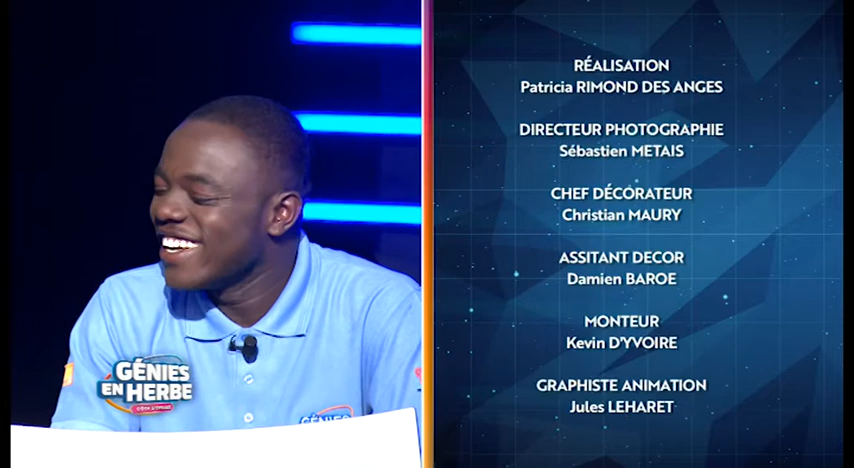 RÉALISATION
Patricia RIMOND DES ANGES
DIRECTEUR PHOTOGRAPHIE
Sébastien METAIS
CHEF DÉCORATEUR
Christian MAURY
ASSITANT DECOR
Damien BAROE
MONTEUR
Kevin D'YVOIRE
GRAPHISTE ANIMATION
Jules LEHARET
GÉNIES
EN HERBE
GÉNIES